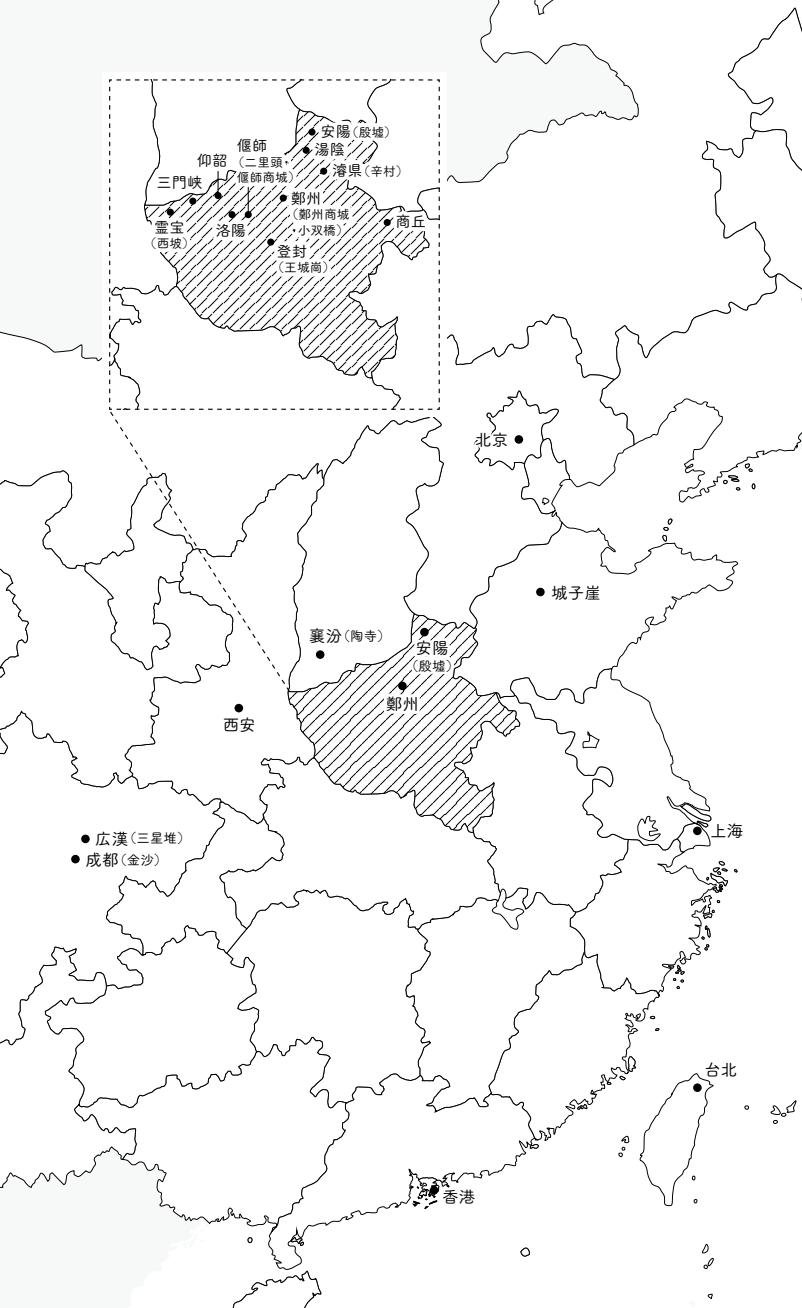 安陽(殷墟)
湯陰
濬県(辛村)
偃師
(二里頭・
偃師商城)
仰韶
三門峡
鄭州
(鄭州商城
・小双橋)
商丘
霊宝
(西坡)
洛陽
登封
(王城崗)
北京
城子崖
襄汾(陶寺)
安陽
(殷墟)
鄭州
西安
広漢(三星堆)
成都(金沙)
上海
台北
香港